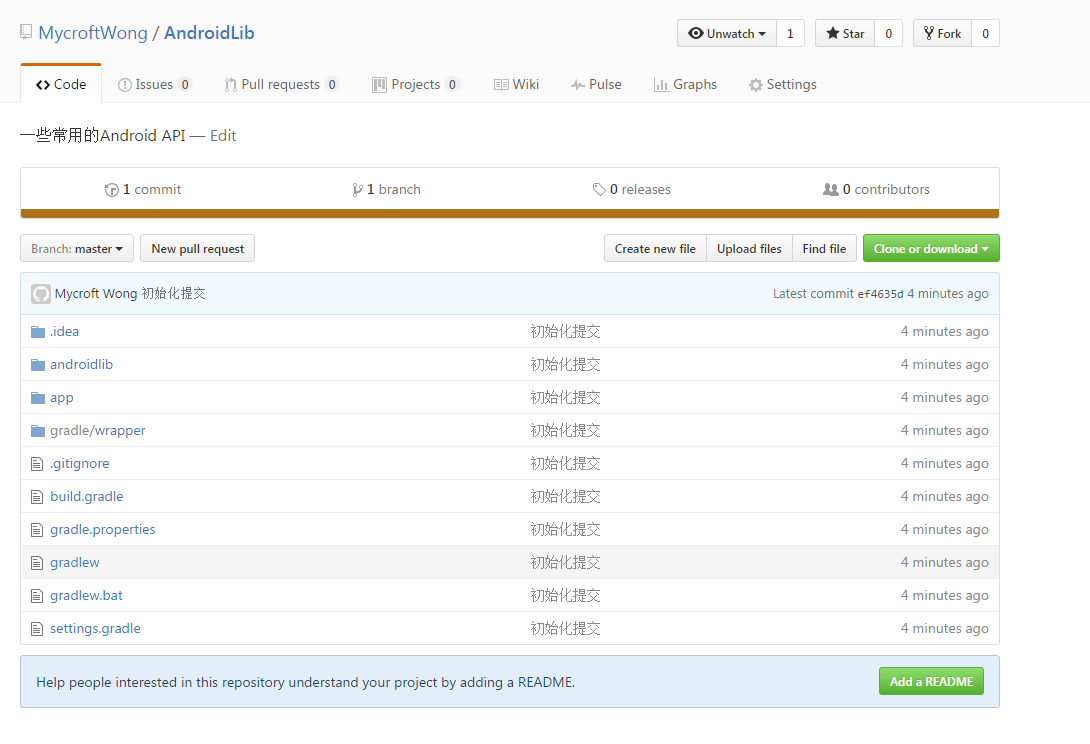 MycroftWong / AndroidLib
Unwatch 1 Star 0 Fork 0
Code Issues 0 Pull requests 0 Projects 0 Wiki Pulse Graphs Settings
一些常用的Android API — Edit
1 commit 1 branch 0 releases 0 contributors
Branch: master New pull request Create new file Upload files Find file Clone or download
Mycroft Wong 初始化提交 Latest commit ef4635d 4 minutes ago
.idea 初始化提交 4 minutes ago
androidlib 初始化提交 4 minutes ago
app 初始化提交 4 minutes ago
gradle/wrapper 初始化提交 4 minutes ago
.gitignore 初始化提交 4 minutes ago
build.gradle 初始化提交 4 minutes ago
gradle.properties 初始化提交 4 minutes ago
gradlew 初始化提交 4 minutes ago
gradlew.bat 初始化提交 4 minutes ago
settings.gradle 初始化提交 4 minutes ago
Help people interested in this repository understand your project by adding a README. Add a README